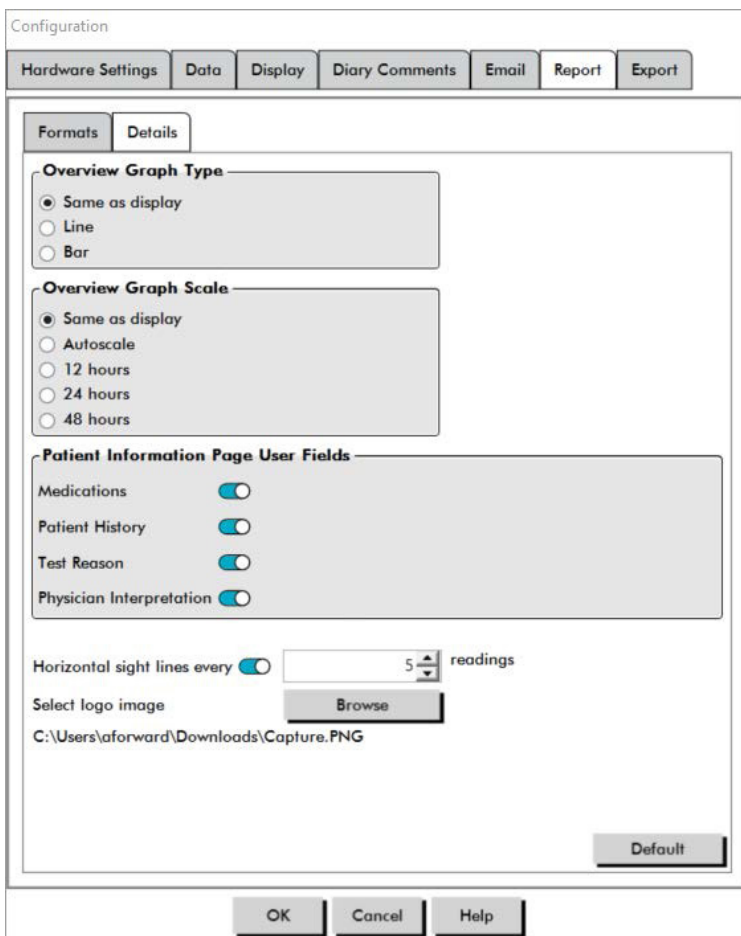 Configuration
Hardware Settings Data Display Diary Comments Email Report Export
Formats Details
Overview Graph Type
Same as display
Line
Bar
Overview Graph Scale
Same as display
Autoscale
12 hours
24 hours
48 hours
Patient Information Page User Fields
Medications
Patient History
Test Reason
Physician Interpretation
Horizontal sight lines every 5 readings
Select logo image Browse
C:\Users\aforward\Downloads\Capture.PNG
Default
OK Cancel Help